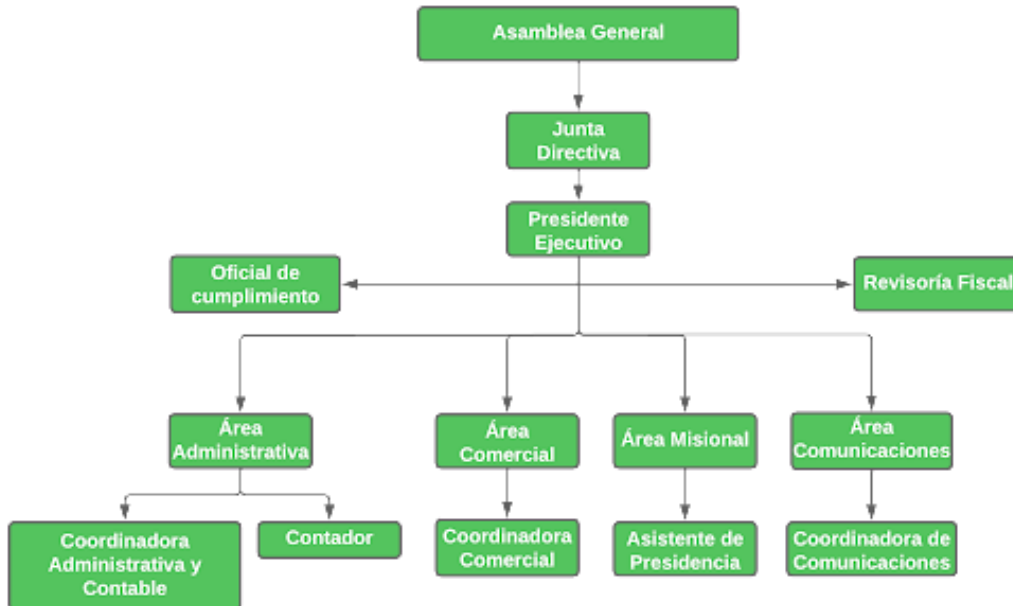 Asamblea General
Junta
Directiva
Presidente
Ejecutivo
Oficial de
cumplimiento
Revisoría Fiscal
Área
Administrativa
Área
Comercial
Área Misional
Área
Comunicaciones
Coordinadora
Administrativa y
Contable
Contador
Coordinadora
Comercial
Asistente de
Presidencia
Coordinadora de
Comunicaciones